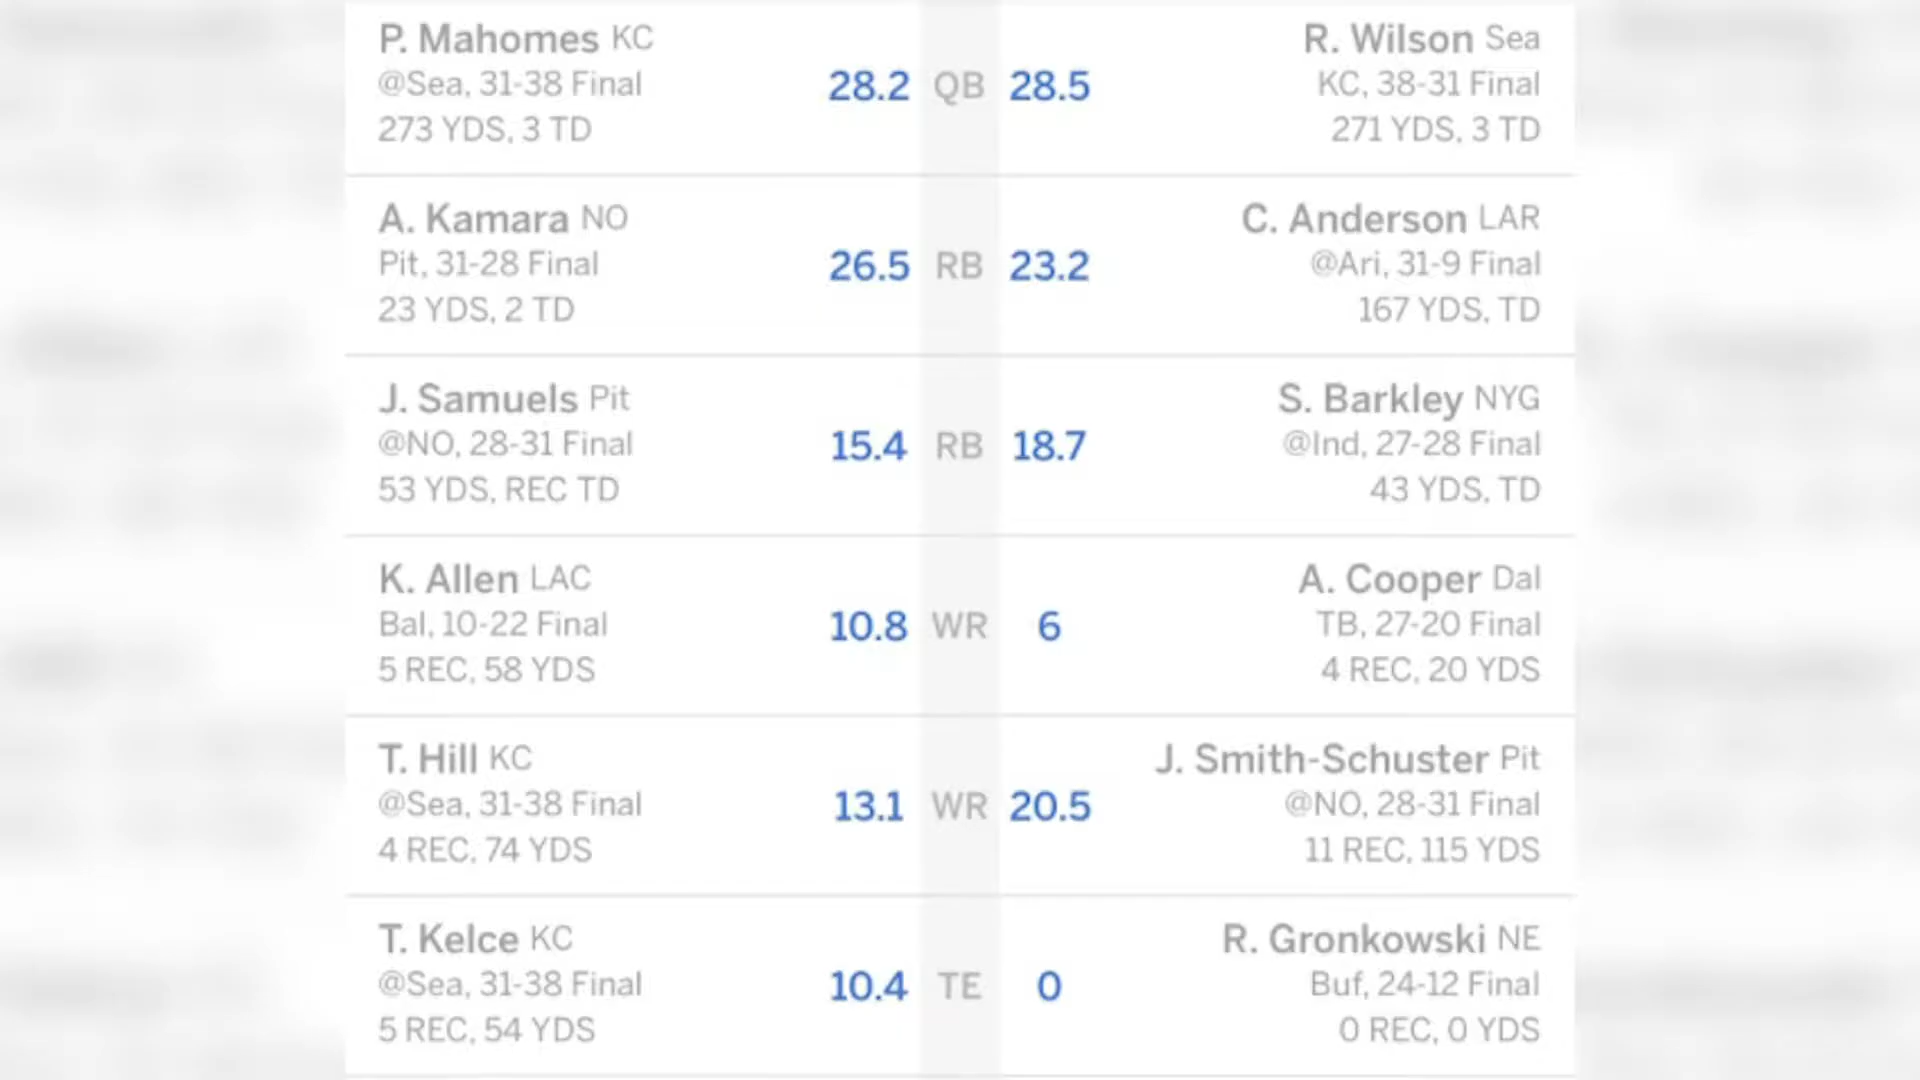 P. Mahomes KC
@Sea, 31-38 Final
273 YDS, 3 TD
28.2 QB 28.5
R. Wilson Sea
KC, 38-31 Final
271 YDS, 3 TD
A. Kamara NO
Pit, 31-28 Final
23 YDS, 2 TD
26.5 RB 23.2
C. Anderson LAR
@Ari, 31-9 Final
167 YDS, TD
J. Samuels Pit
@NO, 28-31 Final
53 YDS, REC TD
15.4 RB 18.7
S. Barkley NYG
@Ind, 27-28 Final
43 YDS, TD
K. Allen LAC
Bal, 10-22 Final
5 REC, 58 YDS
10.8 WR 6
A. Cooper Dal
TB, 27-20 Final
4 REC, 20 YDS
T. Hill KC
@Sea, 31-38 Final
4 REC, 74 YDS
13.1 WR 20.5
J. Smith-Schuster Pit
@NO, 28-31 Final
11 REC, 115 YDS
T. Kelce KC
@Sea, 31-38 Final
5 REC, 54 YDS
10.4 TE 0
R. Gronkowski NE
Buf, 24-12 Final
0 REC, 0 YDS